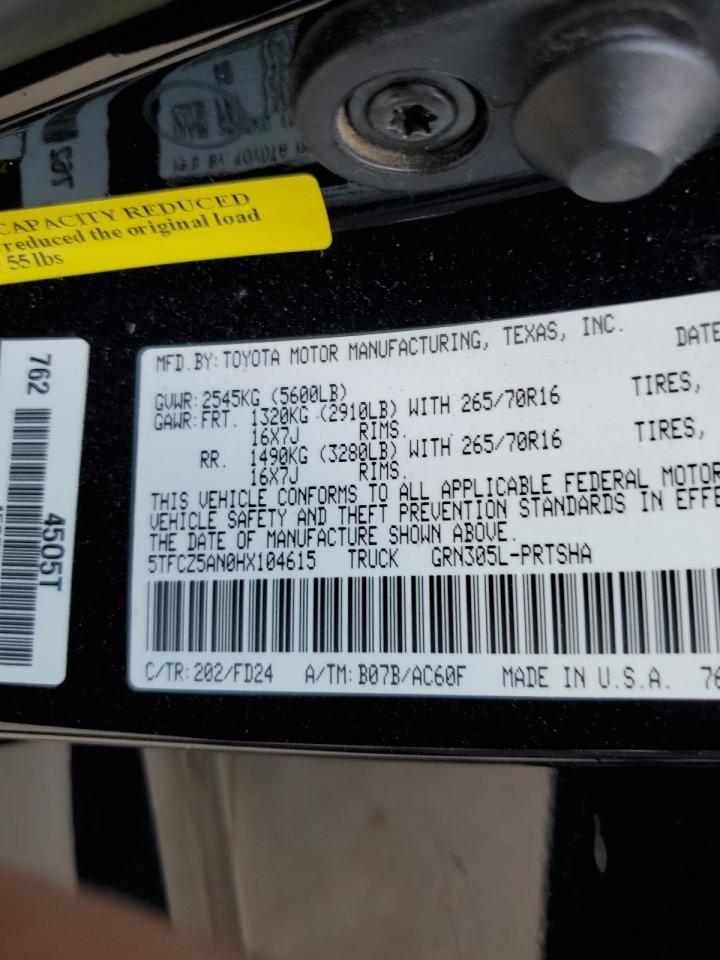 CAPACITY REDUCED
reduced the original load
55 lbs
762
4505T
MFD.BY: TOYOTA MOTOR MANUFACTURING, TEXAS, INC. DATE
GVWR: 2545KG (5600LB)
GAWR: FRT. 1320KG (2910LB) WITH 265/70R16 TIRES,
16X7J RIMS.
RR. 1490KG (3280LB) WITH 265/70R16 TIRES,
16X7J RIMS.
THIS VEHICLE CONFORMS TO ALL APPLICABLE FEDERAL MOTOR
VEHICLE SAFETY AND THEFT PREVENTION STANDARDS IN EFFE
THE DATE OF MANUFACTURE SHOWN ABOVE.
5TFCZ5AN0HX104615 TRUCK GRN305L-PRTSHA
C/TR: 202/FD24 A/TM: B07B/AC60F MADE IN U.S.A. 76